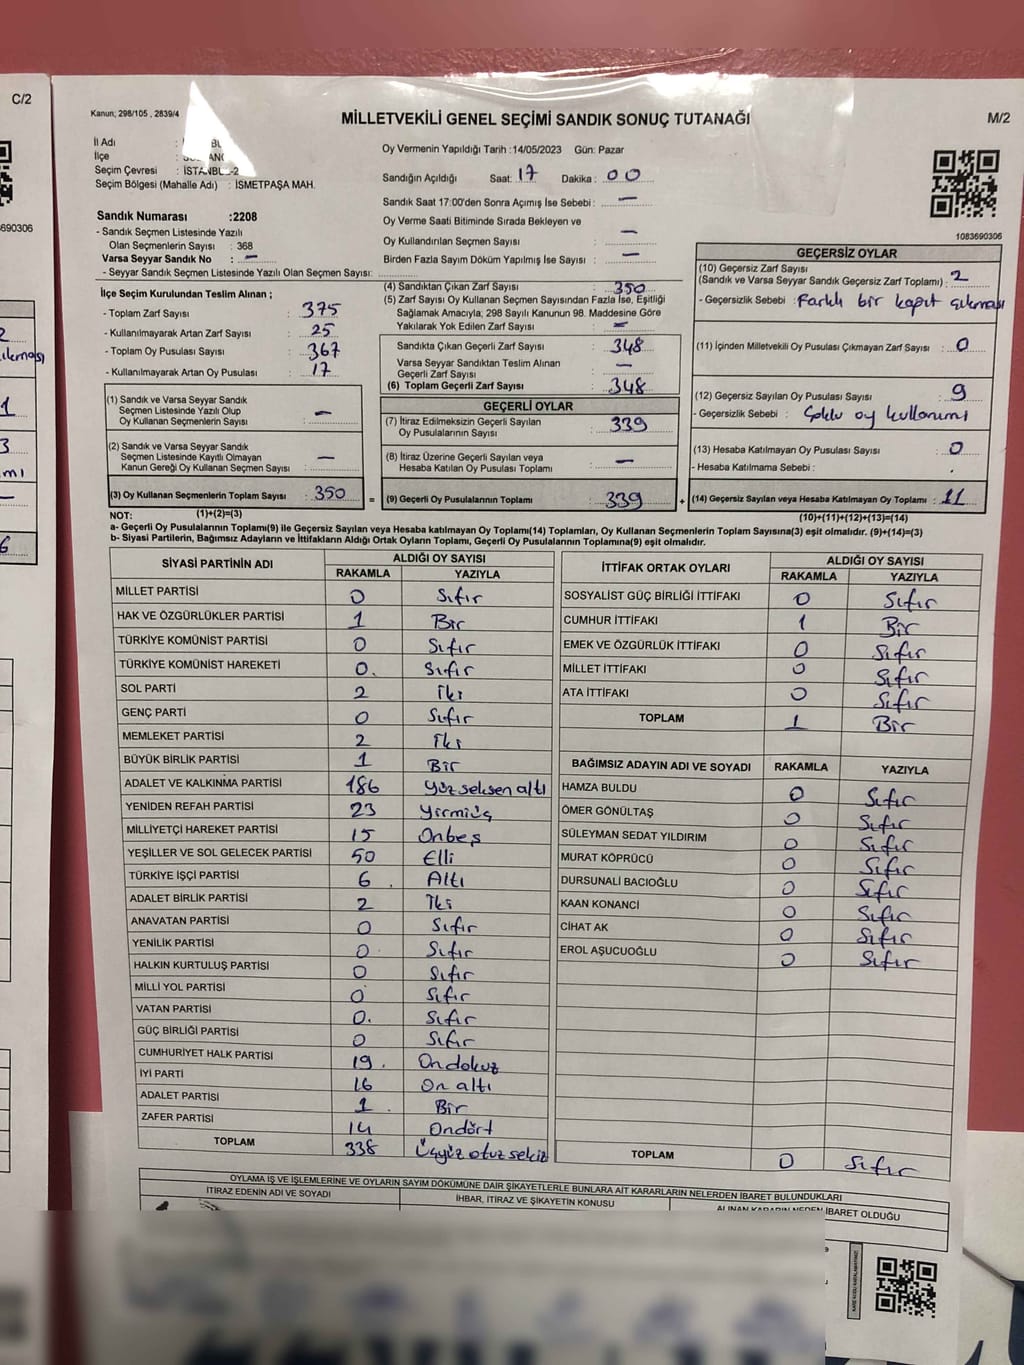 C/2
690306
Kanun; 298/105 , 2839/4
MİLLETVEKİLİ GENEL SEÇİMİ SANDIK SONUÇ TUTANAĞI
M/2
İl Adı :
İlçe :
Seçim Çevresi : İSTANBUL-2
Seçim Bölgesi (Mahalle Adı) : İSMETPAŞA MAH.
Oy Vermenin Yapıldığı Tarih :14/05/2023 Gün: Pazar
Sandığın Açıldığı Saat: 17 Dakika : 00
Sandık Saat 17:00'den Sonra Açımış İse Sebebi : —
Oy Verme Saati Bitiminde Sırada Bekleyen ve
Oy Kullandırılan Seçmen Sayısı : —
Birden Fazla Sayım Döküm Yapılmış İse Sayısı : —
1083690306
Sandık Numarası :2208
- Sandık Seçmen Listesinde Yazılı
Olan Seçmenlerin Sayısı : 368
Varsa Seyyar Sandık No : —
- Seyyar Sandık Seçmen Listesinde Yazılı Olan Seçmen Sayısı:
İlçe Seçim Kurulundan Teslim Alınan ;
- Toplam Zarf Sayısı : 375
- Kullanılmayarak Artan Zarf Sayısı : 25
- Toplam Oy Pusulası Sayısı : 367
- Kullanılmayarak Artan Oy Pusulası : 17
(1) Sandık ve Varsa Seyyar Sandık
Seçmen Listesinde Yazılı Olup
Oy Kullanan Seçmenlerin Sayısı : —
(2) Sandık ve Varsa Seyyar Sandık
Seçmen Listesinde Kayıtlı Olmayan
Kanun Gereği Oy Kullanan Seçmen Sayısı : —
(3) Oy Kullanan Seçmenlerin Toplam Sayısı : 350 =
(1)+(2)=(3)
(4) Sandıktan Çıkan Zarf Sayısı : 350
(5) Zarf Sayısı Oy Kullanan Seçmen Sayısından Fazla İse, Eşitliği
Sağlamak Amacıyla; 298 Sayılı Kanunun 98. Maddesine Göre
Yakılarak Yok Edilen Zarf Sayısı : —
Sandıkta Çıkan Geçerli Zarf Sayısı : 348
Varsa Seyyar Sandıktan Teslim Alınan
Geçerli Zarf Sayısı : —
(6) Toplam Geçerli Zarf Sayısı : 348
GEÇERLİ OYLAR
(7) İtiraz Edilmeksizin Geçerli Sayılan
Oy Pusulalarının Sayısı : 339
(8) İtiraz Üzerine Geçerli Sayılan veya
Hesaba Katılan Oy Pusulası Toplamı : —
(9) Geçerli Oy Pusulalarının Toplamı : 339 +
GEÇERSİZ OYLAR
(10) Geçersiz Zarf Sayısı
(Sandık ve Varsa Seyyar Sandık Geçersiz Zarf Toplamı) : 2
- Geçersizlik Sebebi : Farklı bir kağıt çıkması
(11) İçinden Milletvekili Oy Pusulası Çıkmayan Zarf Sayısı : 0
(12) Geçersiz Sayılan Oy Pusulası Sayısı : 9
- Geçersizlik Sebebi : Çoklu oy kullanımı
(13) Hesaba Katılmayan Oy Pusulası Sayısı : 0
- Hesaba Katılmama Sebebi :
(14) Geçersiz Sayılan veya Hesaba Katılmayan Oy Toplamı : 11
(10)+(11)+(12)+(13)=(14)
NOT:
a- Geçerli Oy Pusulalarının Toplamı(9) ile Geçersiz Sayılan veya Hesaba katılmayan Oy Toplamı(14) Toplamları, Oy Kullanan Seçmenlerin Toplam Sayısına(3) eşit olmalıdır. (9)+(14)=(3)
b- Siyasi Partilerin, Bağımsız Adayların ve İttifakların Aldığı Ortak Oyların Toplamı, Geçerli Oy Pusulalarının Toplamına(9) eşit olmalıdır.
SİYASİ PARTİNİN ADI ALDIĞI OY SAYISI
RAKAMLA YAZIYLA
MİLLET PARTİSİ 0 Sıfır
HAK VE ÖZGÜRLÜKLER PARTİSİ 1 Bir
TÜRKİYE KOMÜNİST PARTİSİ 0 Sıfır
TÜRKİYE KOMÜNİST HAREKETİ 0. Sıfır
SOL PARTİ 2 İki
GENÇ PARTİ 0 Sıfır
MEMLEKET PARTİSİ 2 İki
BÜYÜK BİRLİK PARTİSİ 1 Bir
ADALET VE KALKINMA PARTİSİ 186 Yüz seksen altı
YENİDEN REFAH PARTİSİ 23 Yirmiüç
MİLLİYETÇİ HAREKET PARTİSİ 15 Onbeş
YEŞİLLER VE SOL GELECEK PARTİSİ 50 Elli
TÜRKİYE İŞÇİ PARTİSİ 6 . Altı
ADALET BİRLİK PARTİSİ 2 İki
ANAVATAN PARTİSİ 0 Sıfır
YENİLİK PARTİSİ 0 Sıfır
HALKIN KURTULUŞ PARTİSİ 0 Sıfır
MİLLİ YOL PARTİSİ 0 Sıfır
VATAN PARTİSİ 0. Sıfır
GÜÇ BİRLİĞİ PARTİSİ 0 Sıfır
CUMHURİYET HALK PARTİSİ 19 . Ondokuz
İYİ PARTİ 16 On altı
ADALET PARTİSİ 1 . Bir
ZAFER PARTİSİ 14 Ondört
TOPLAM 338 Üçyüz otuz sekiz
İTTİFAK ORTAK OYLARI ALDIĞI OY SAYISI
RAKAMLA YAZIYLA
SOSYALİST GÜÇ BİRLİĞİ İTTİFAKI 0 Sıfır
CUMHUR İTTİFAKI 1 Bir
EMEK VE ÖZGÜRLÜK İTTİFAKI 0 Sıfır
MİLLET İTTİFAKI 0 Sıfır
ATA İTTİFAKI 0 Sıfır
TOPLAM 1 Bir
BAĞIMSIZ ADAYIN ADI VE SOYADI RAKAMLA YAZIYLA
HAMZA BULDU 0 Sıfır
ÖMER GÖNÜLTAŞ 0 Sıfır
SÜLEYMAN SEDAT YILDIRIM 0 Sıfır
MURAT KÖPRÜCÜ 0 Sıfır
DURSUNALİ BACIOĞLU 0 Sıfır
KAAN KONANCİ 0 Sıfır
CİHAT AK 0 Sıfır
EROL AŞUCUOĞLU 0 Sıfır
TOPLAM 0 Sıfır
OYLAMA İŞ VE İŞLEMLERİNE VE OYLARIN SAYIM DÖKÜMÜNE DAİR ŞİKAYETLERLE BUNLARA AİT KARARLARIN NELERDEN İBARET BULUNDUKLARI
İTİRAZ EDENİN ADI VE SOYADI İHBAR, İTİRAZ VE ŞİKAYETİN KONUSU ALINAN KARARIN NEDEN İBARET OLDUĞU